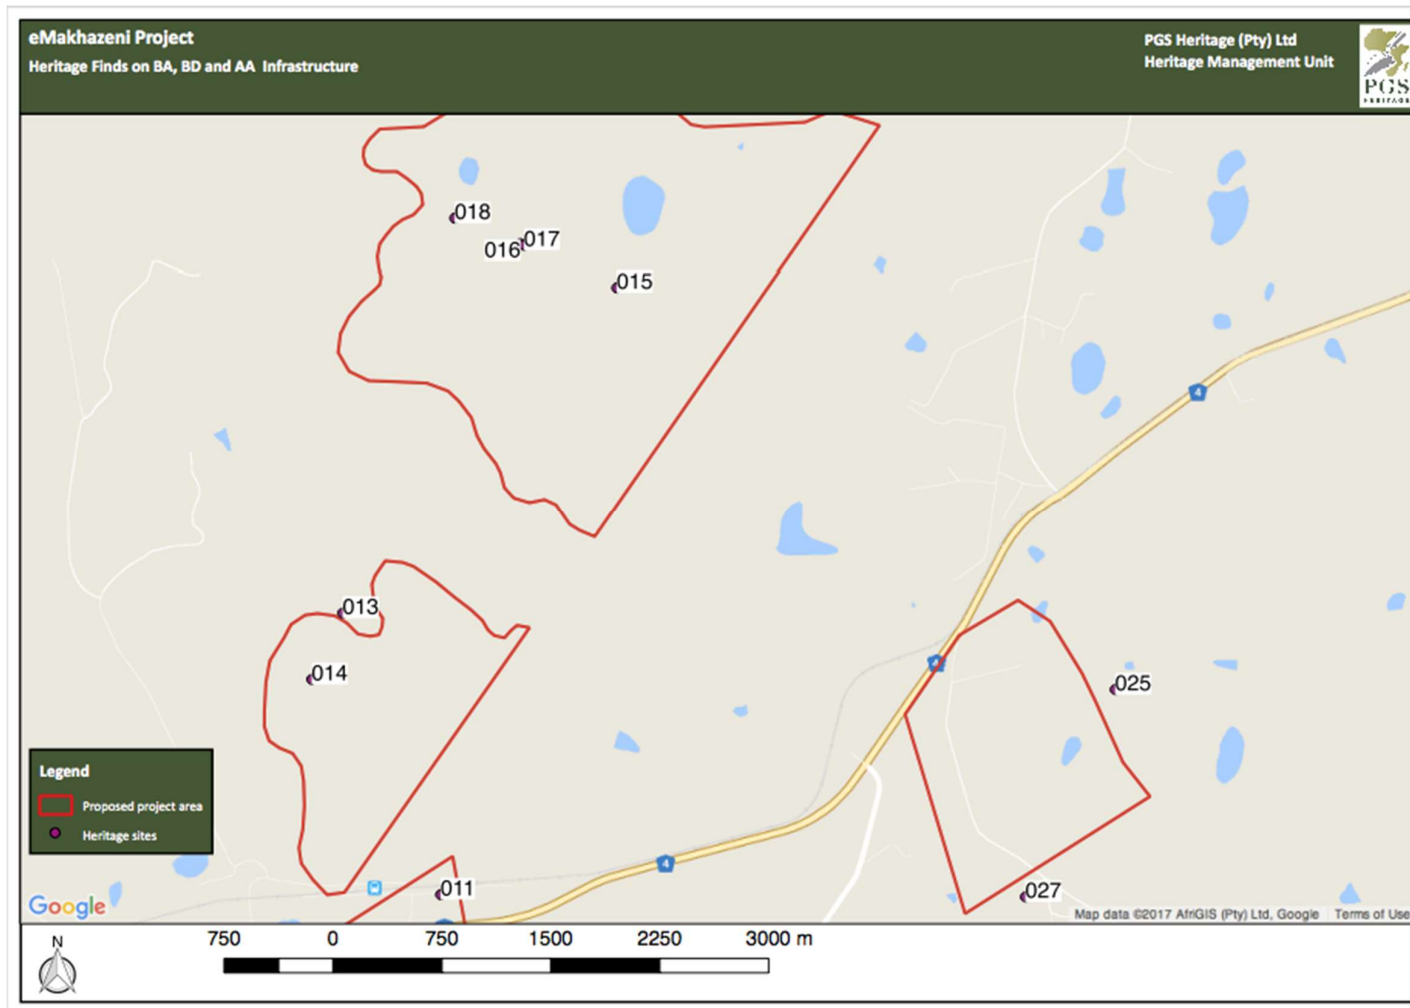 eMakhazeni Project
Heritage Finds on BA, BD and AA Infrastructure
PGS Heritage (Pty) Ltd
Heritage Management Unit
PGS
HERITAGE
018
017
016
015
4
013
014
4
025
Legend
Proposed project area
Heritage sites
4
011
027
Google
Map data ©2017 AfriGIS (Pty) Ltd, Google Terms of Use
N
750 0 750 1500 2250 3000 m